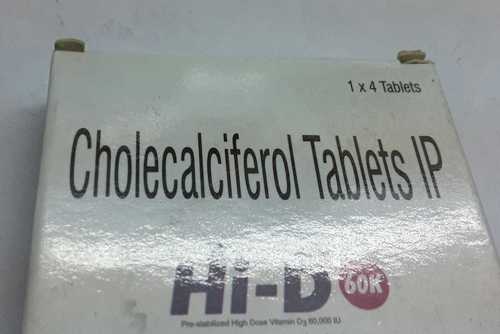 1 x 4 Tablets
Cholecalciferol Tablets IP
Hi-D 60K
Pre-stabilized High Dose Vitamin D3 60,000 IU